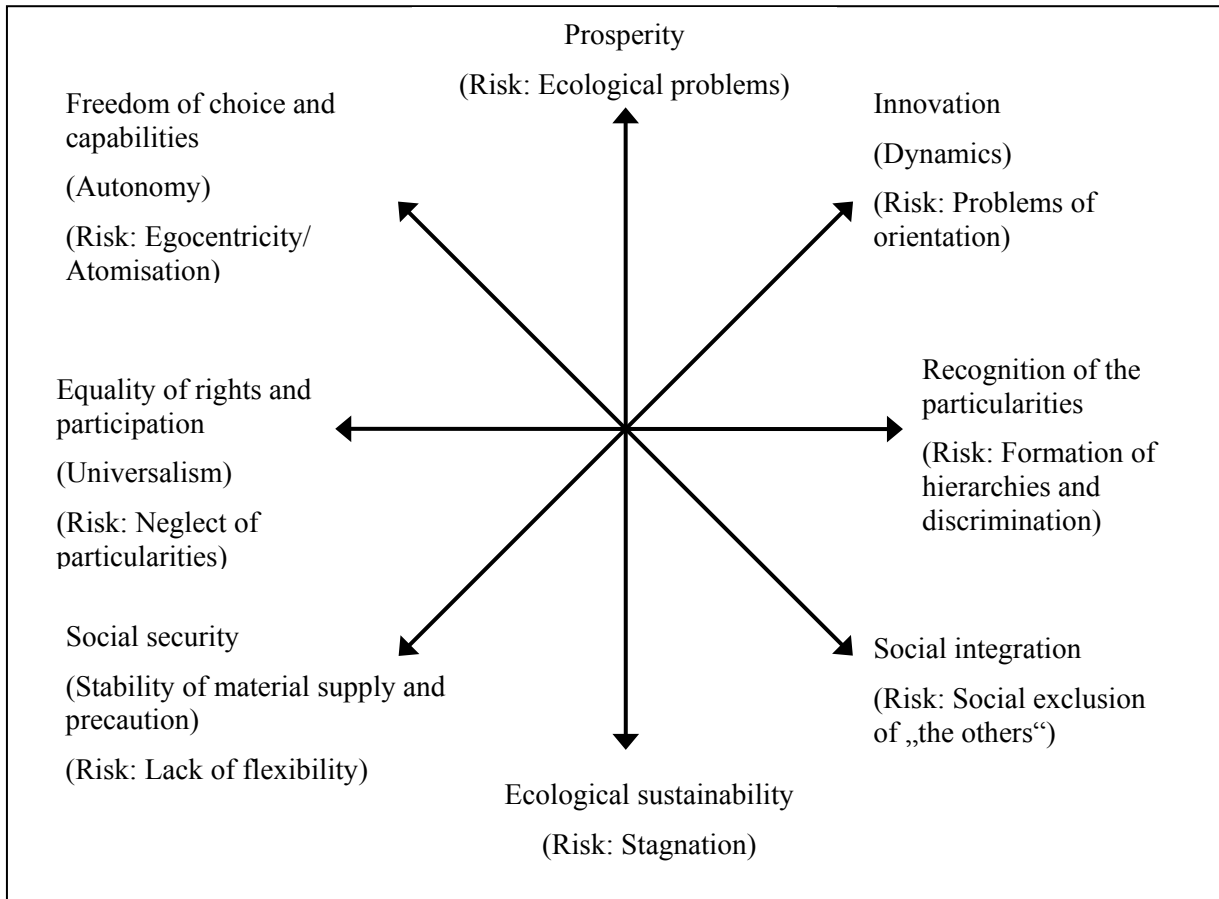 Prosperity
(Risk: Ecological problems)
Freedom of choice and
capabilities
(Autonomy)
(Risk: Egocentricity/
Atomisation)
Innovation
(Dynamics)
(Risk: Problems of
orientation)
Equality of rights and
participation
(Universalism)
(Risk: Neglect of
particularities)
Recognition of the
particularities
(Risk: Formation of
hierarchies and
discrimination)
Social security
(Stability of material supply and
precaution)
(Risk: Lack of flexibility)
Social integration
(Risk: Social exclusion
of „the others“)
Ecological sustainability
(Risk: Stagnation)